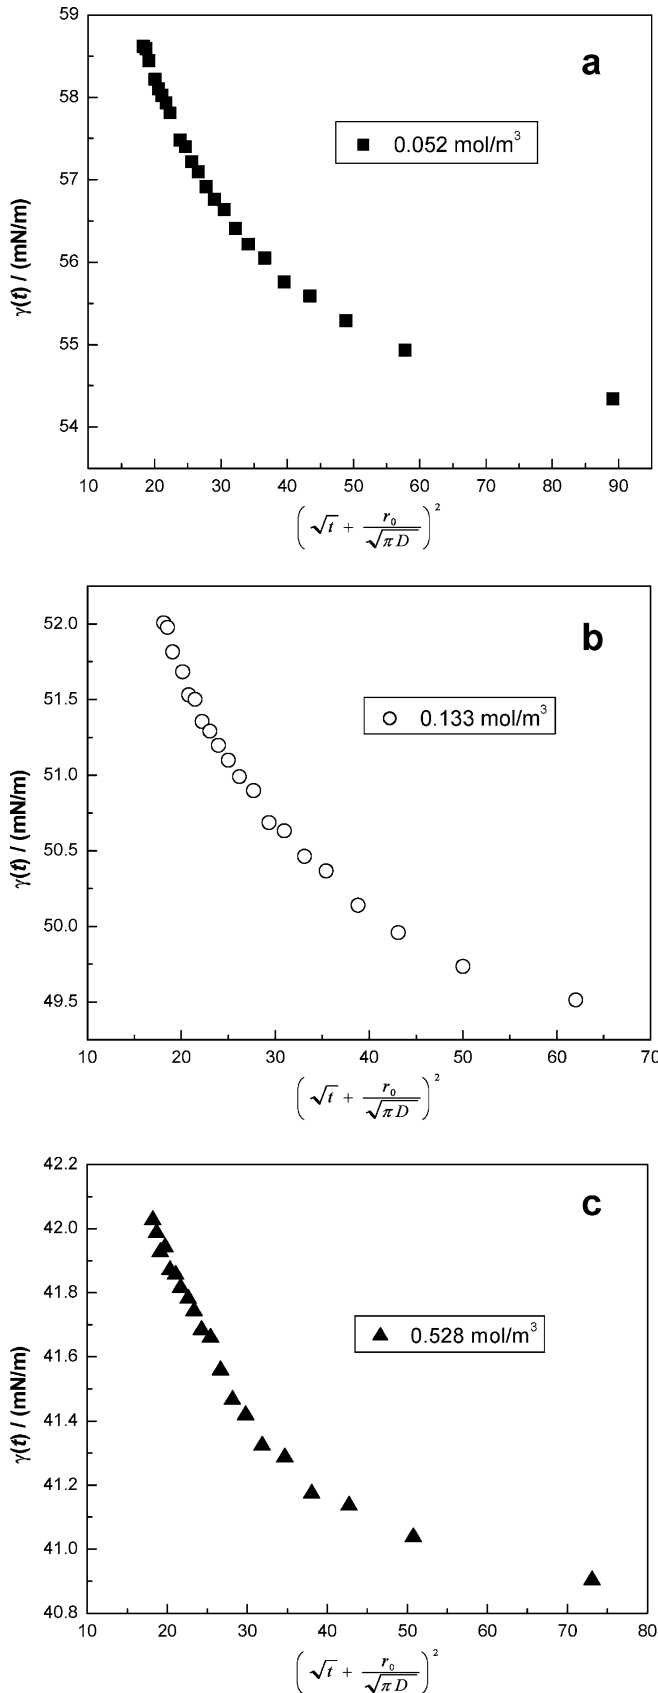 59
58
57
56
55
54
γ(t) / (mN/m)
a
0.052 mol/m³
10 20 30 40 50 60 70 80 90
(√t + r₀/√(πD))²
52.0
51.5
51.0
50.5
50.0
49.5
γ(t) / (mN/m)
b
0.133 mol/m³
10 20 30 40 50 60 70
(√t + r₀/√(πD))²
42.2
42.0
41.8
41.6
41.4
41.2
41.0
40.8
γ(t) / (mN/m)
c
0.528 mol/m³
10 20 30 40 50 60 70 80
(√t + r₀/√(πD))²